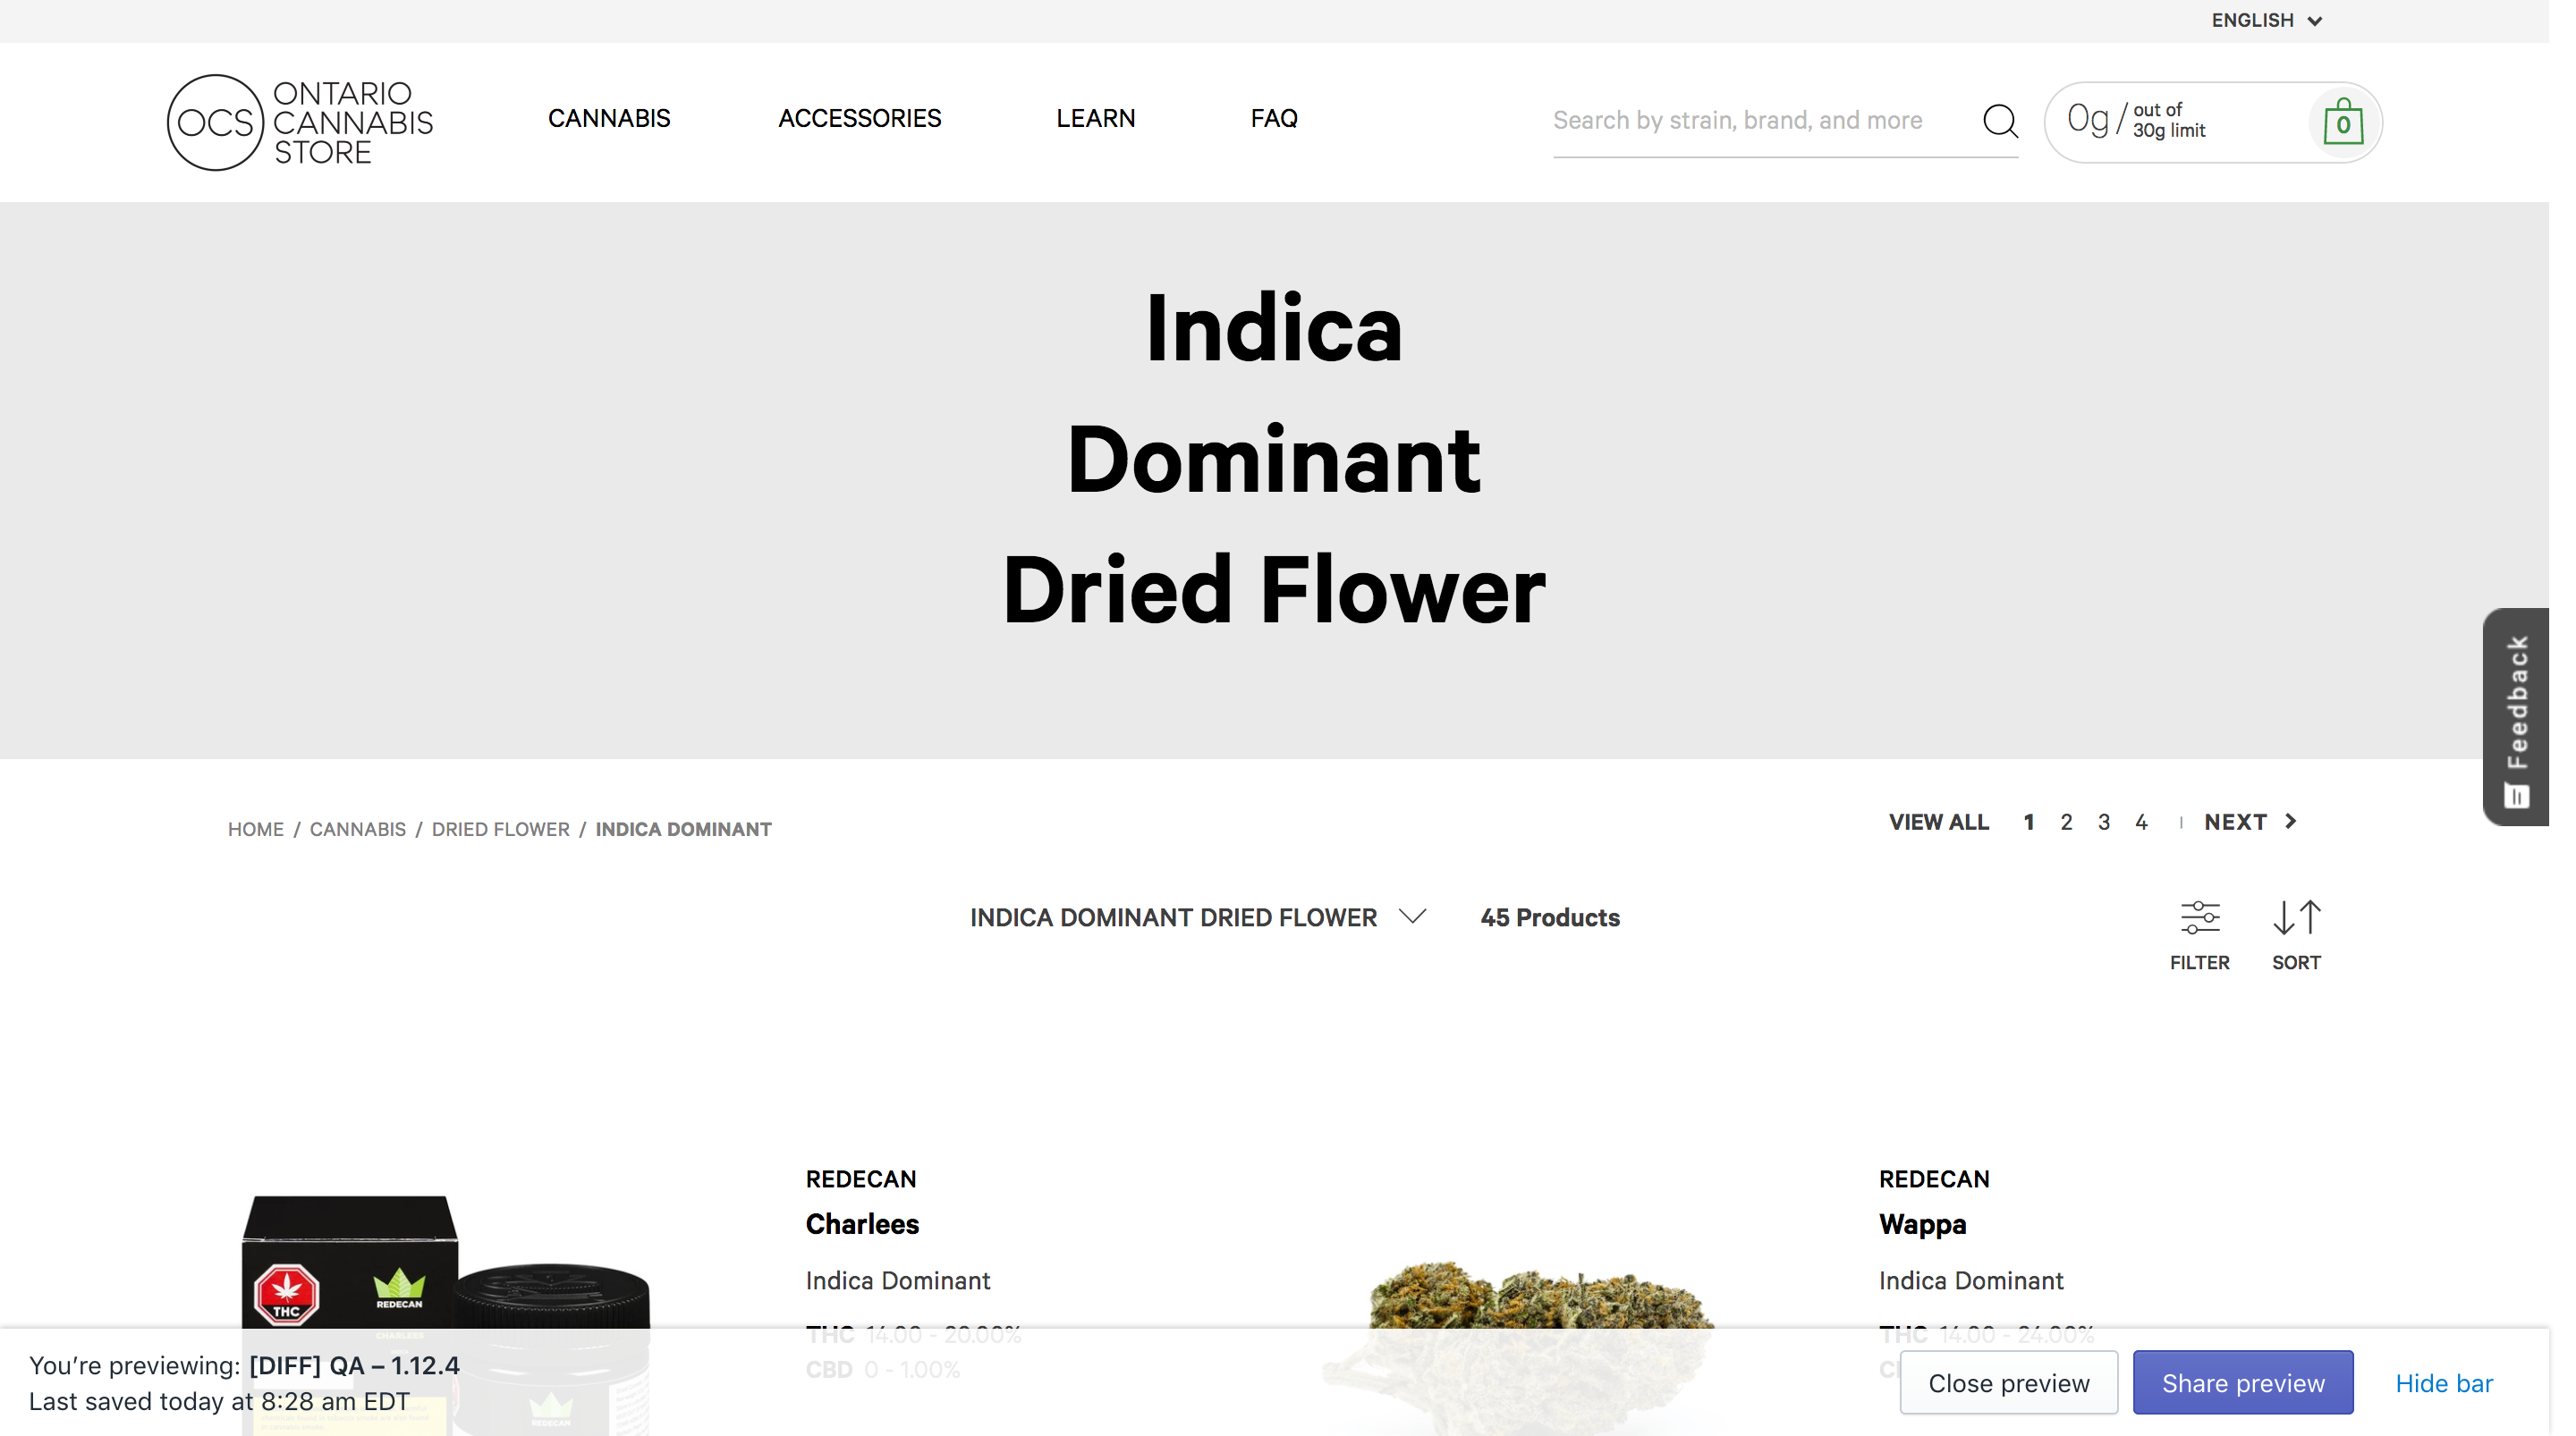 ENGLISH
OCS ONTARIO CANNABIS STORE
CANNABIS
ACCESSORIES
LEARN
FAQ
Search by strain, brand, and more
0g / out of 30g limit
0
Indica
Dominant
Dried Flower
Feedback
HOME / CANNABIS / DRIED FLOWER / INDICA DOMINANT
VIEW ALL 1 2 3 4 | NEXT
INDICA DOMINANT DRIED FLOWER
45 Products
FILTER
SORT
REDECAN
Charlees
Indica Dominant
THC 14.00 - 20.00%
CBD 0 - 1.00%
REDECAN
Wappa
Indica Dominant
THC 14.00 - 24.00%
THC
REDECAN
CHARLEES
REDECAN
You’re previewing: [DIFF] QA – 1.12.4
Last saved today at 8:28 am EDT
Close preview
Share preview
Hide bar